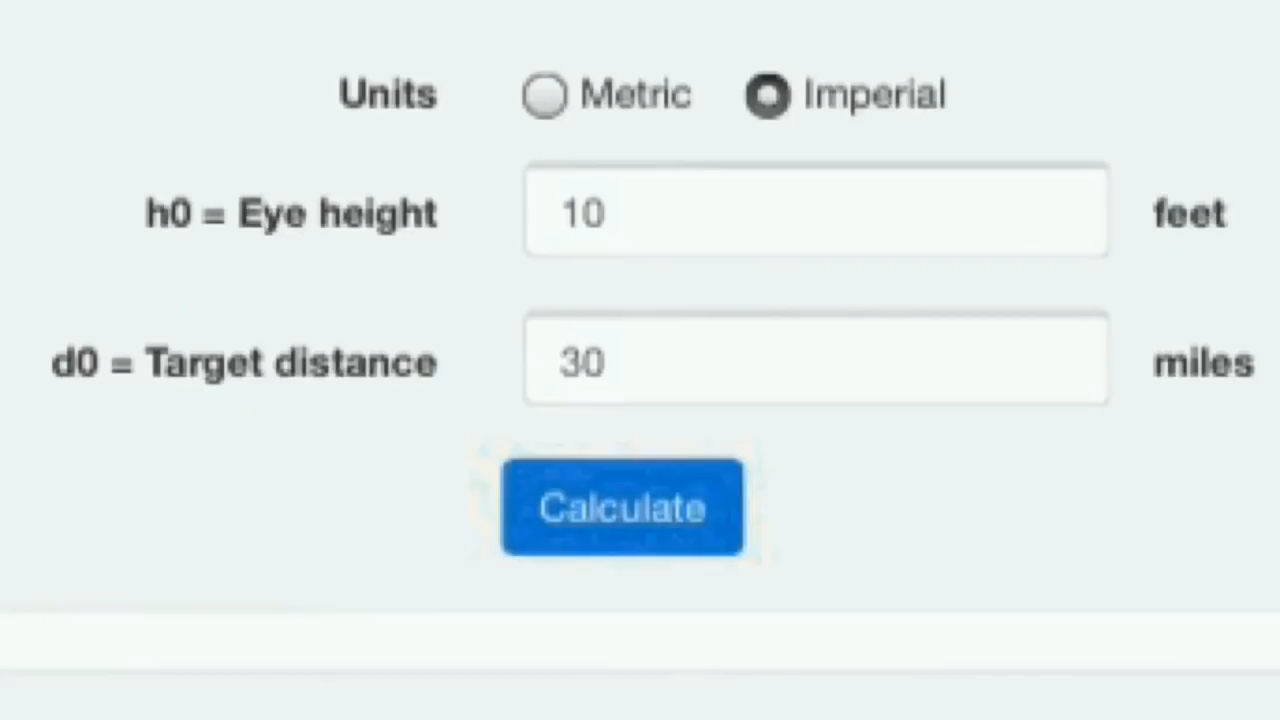 Units Metric Imperial
h0 = Eye height 10 feet
d0 = Target distance 30 miles
Calculate